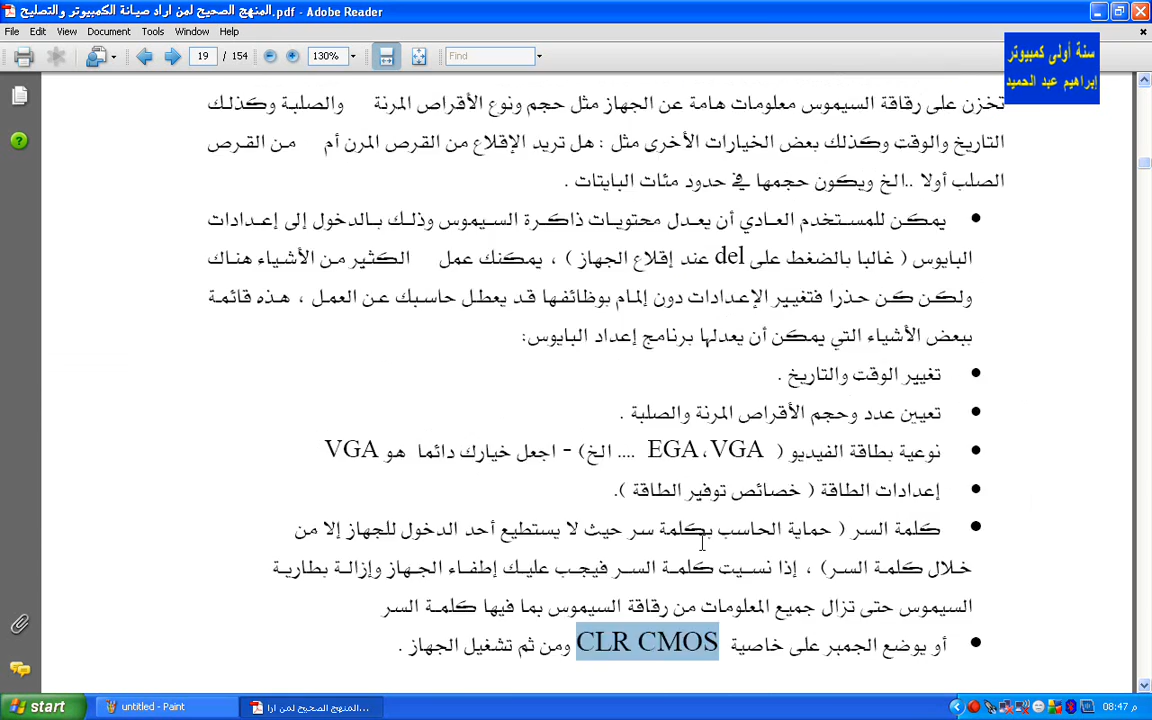 المنهج الصحيح لمن اراد صيانة الكمبيوتر والتصليح.pdf - Adobe Reader
File Edit View Document Tools Window Help
19 / 154 130% Find
سنة أولى كمبيوتر
إبراهيم عبد الحميد
تخزن على رقاقة السيموس معلومات هامة عن الجهاز مثل حجم ونوع الأقراص المرنة والصلبة وكذلك
التاريخ والوقت وكذلك بعض الخيارات الأخرى مثل : هل تريد الإقلاع من القرص المرن أم من القرص
الصلب أولا ..الخ ويكون حجمها في حدود مئات البايتات .
• يمكن للمستخدم العادي أن يعدل محتويات ذاكرة السيموس وذلك بالدخول إلى إعدادات
البايوس ( غالبا بالضغط على del عند إقلاع الجهاز ) ، يمكنك عمل الكثير من الأشياء هناك
ولكن كن حذرا فتغيير الإعدادات دون إلمام بوظائفها قد يعطل حاسبك عن العمل ، هذه قائمة
ببعض الأشياء التي يمكن أن يعدلها برنامج إعداد البايوس:
• تغيير الوقت والتاريخ .
• تعيين عدد وحجم الأقراص المرنة والصلبة .
• نوعية بطاقة الفيديو ( EGA،VGA .... الخ) - اجعل خيارك دائما هو VGA
• إعدادات الطاقة ( خصائص توفير الطاقة ).
• كلمة السر ( حماية الحاسب بكلمة سر حيث لا يستطيع أحد الدخول للجهاز إلا من
خلال كلمة السر) ، إذا نسيت كلمة السر فيجب عليك إطفاء الجهاز وإزالة بطارية
السيموس حتى تزال جميع المعلومات من رقاقة السيموس بما فيها كلمة السر
• أو يوضع الجمبر على خاصية CLR CMOS ومن ثم تشغيل الجهاز .
start untitled - Paint المنهج الصحيح لمن ارا... 08:47 م